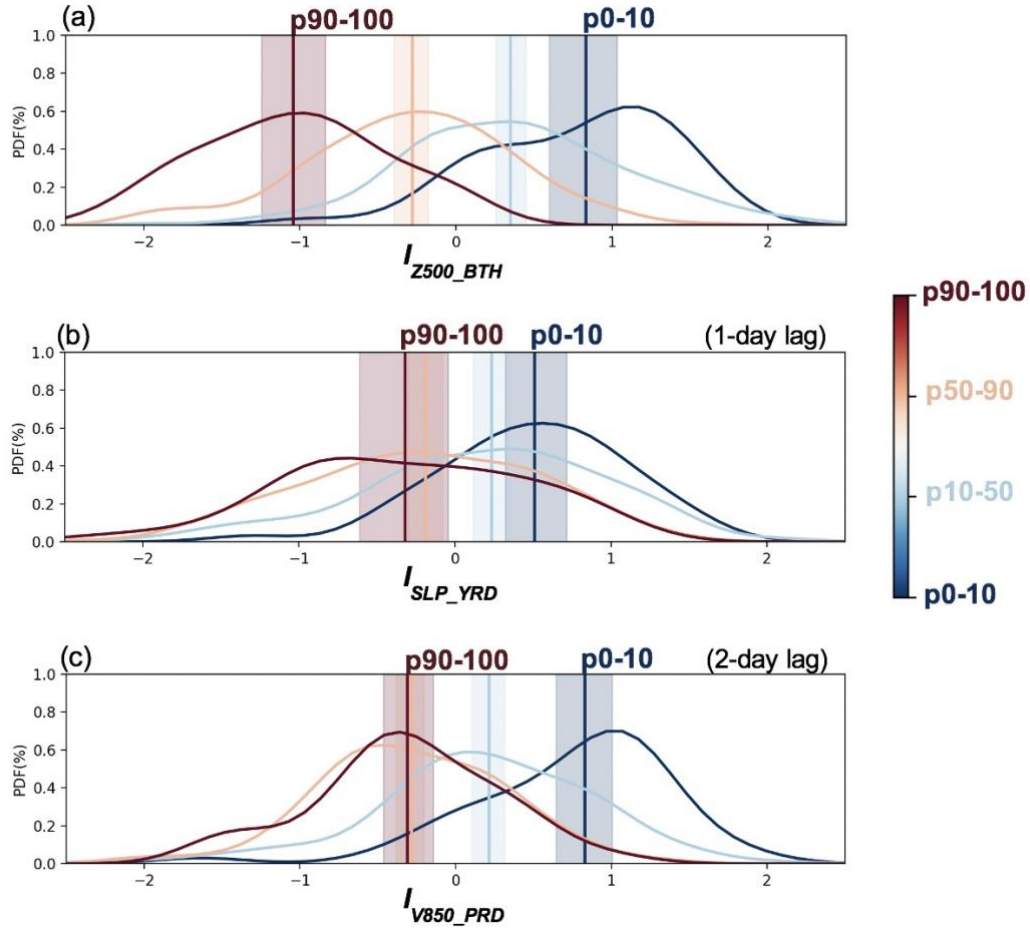 (a)
p90-100 p0-10
1.0
0.8
0.6
0.4
0.2
0.0
PDF(%)
−2 −1 0 1 2
I Z500_BTH
(b)
p90-100 p0-10 (1-day lag)
1.0
0.8
0.6
0.4
0.2
0.0
PDF(%)
−2 −1 0 1 2
I SLP_YRD
(c)
p90-100 p0-10 (2-day lag)
1.0
0.8
0.6
0.4
0.2
0.0
PDF(%)
−2 −1 0 1 2
I V850_PRD
p90-100
p50-90
p10-50
p0-10